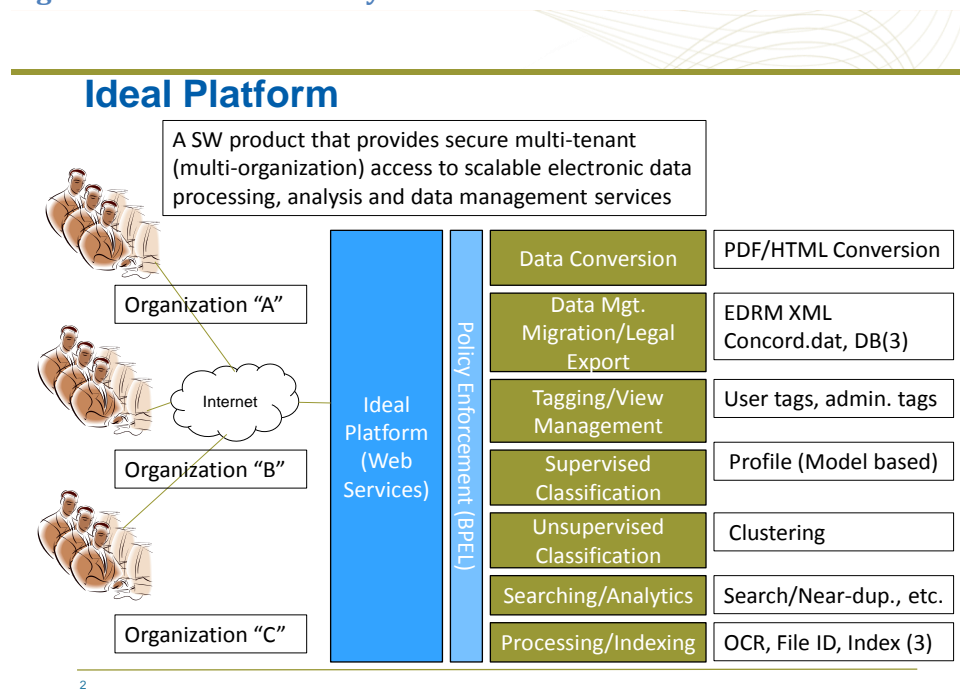 Ideal Platform
A SW product that provides secure multi-tenant
(multi-organization) access to scalable electronic data
processing, analysis and data management services
Organization “A”
Internet
Organization “B”
Organization “C”
Ideal
Platform
(Web
Services)
Policy Enforcement (BPEL)
Data Conversion
PDF/HTML Conversion
Data Mgt.
Migration/Legal
Export
EDRM XML
Concord.dat, DB(3)
Tagging/View
Management
User tags, admin. tags
Supervised
Classification
Profile (Model based)
Unsupervised
Classification
Clustering
Searching/Analytics
Search/Near-dup., etc.
Processing/Indexing
OCR, File ID, Index (3)
2